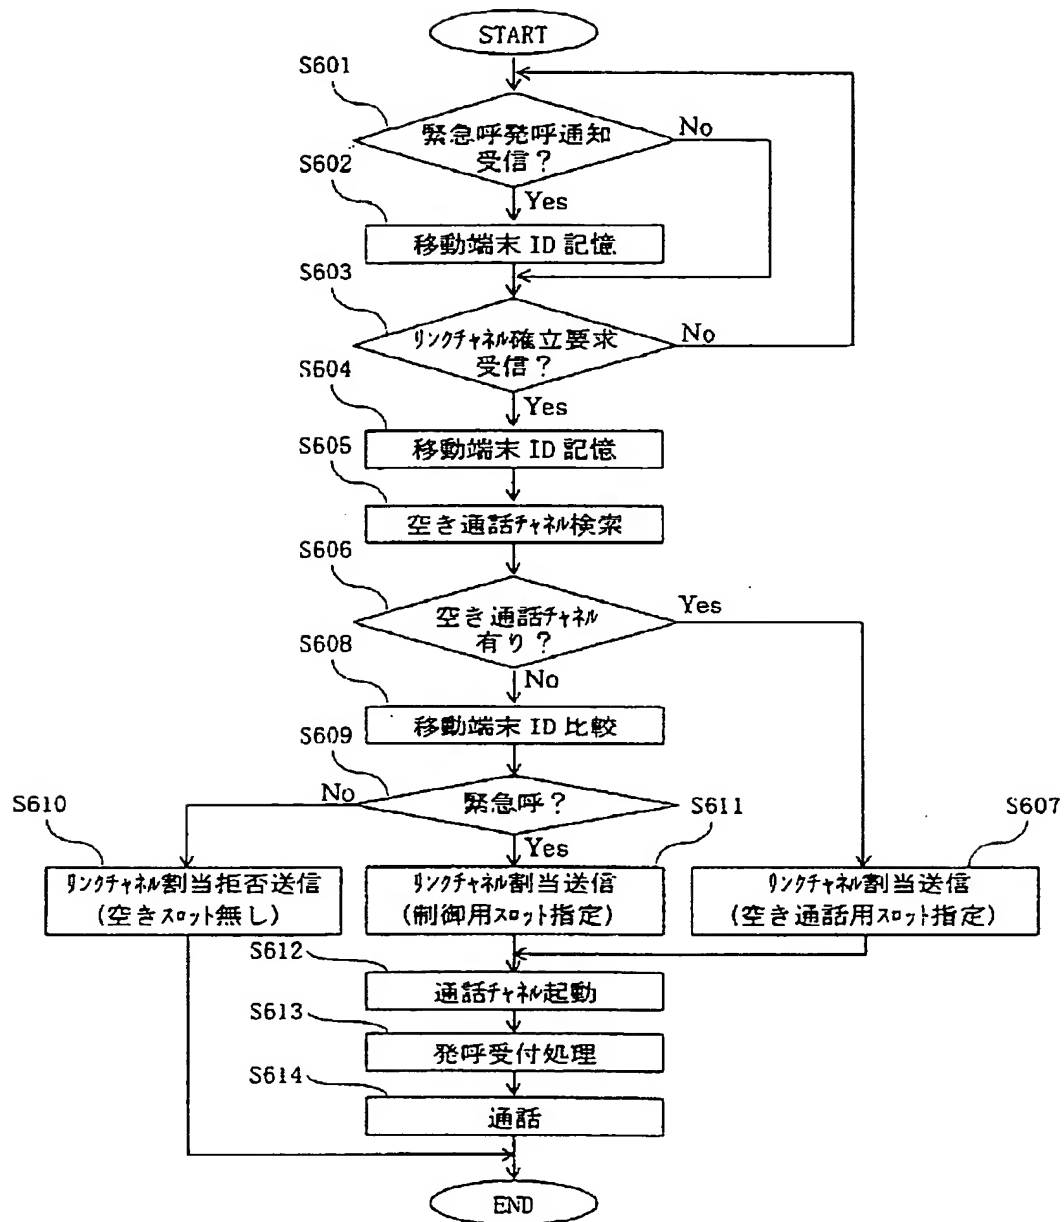 START
S601
緊急呼発呼通知
受信?
No
S602
Yes
移動端末 ID 記憶
S603
リンクチャネル確立要求
受信?
No
S604
Yes
移動端末 ID 記憶
S605
空き通話チャネル検索
S606
空き通話チャネル
有り?
Yes
S608
No
移動端末 ID 比較
S609
緊急呼?
No
Yes
S610
リンクチャネル割当拒否送信
(空きスロット無し)
S611
リンクチャネル割当送信
(制御用スロット指定)
S607
リンクチャネル割当送信
(空き通話用スロット指定)
S612
通話チャネル起動
S613
発呼受付処理
S614
通話
END